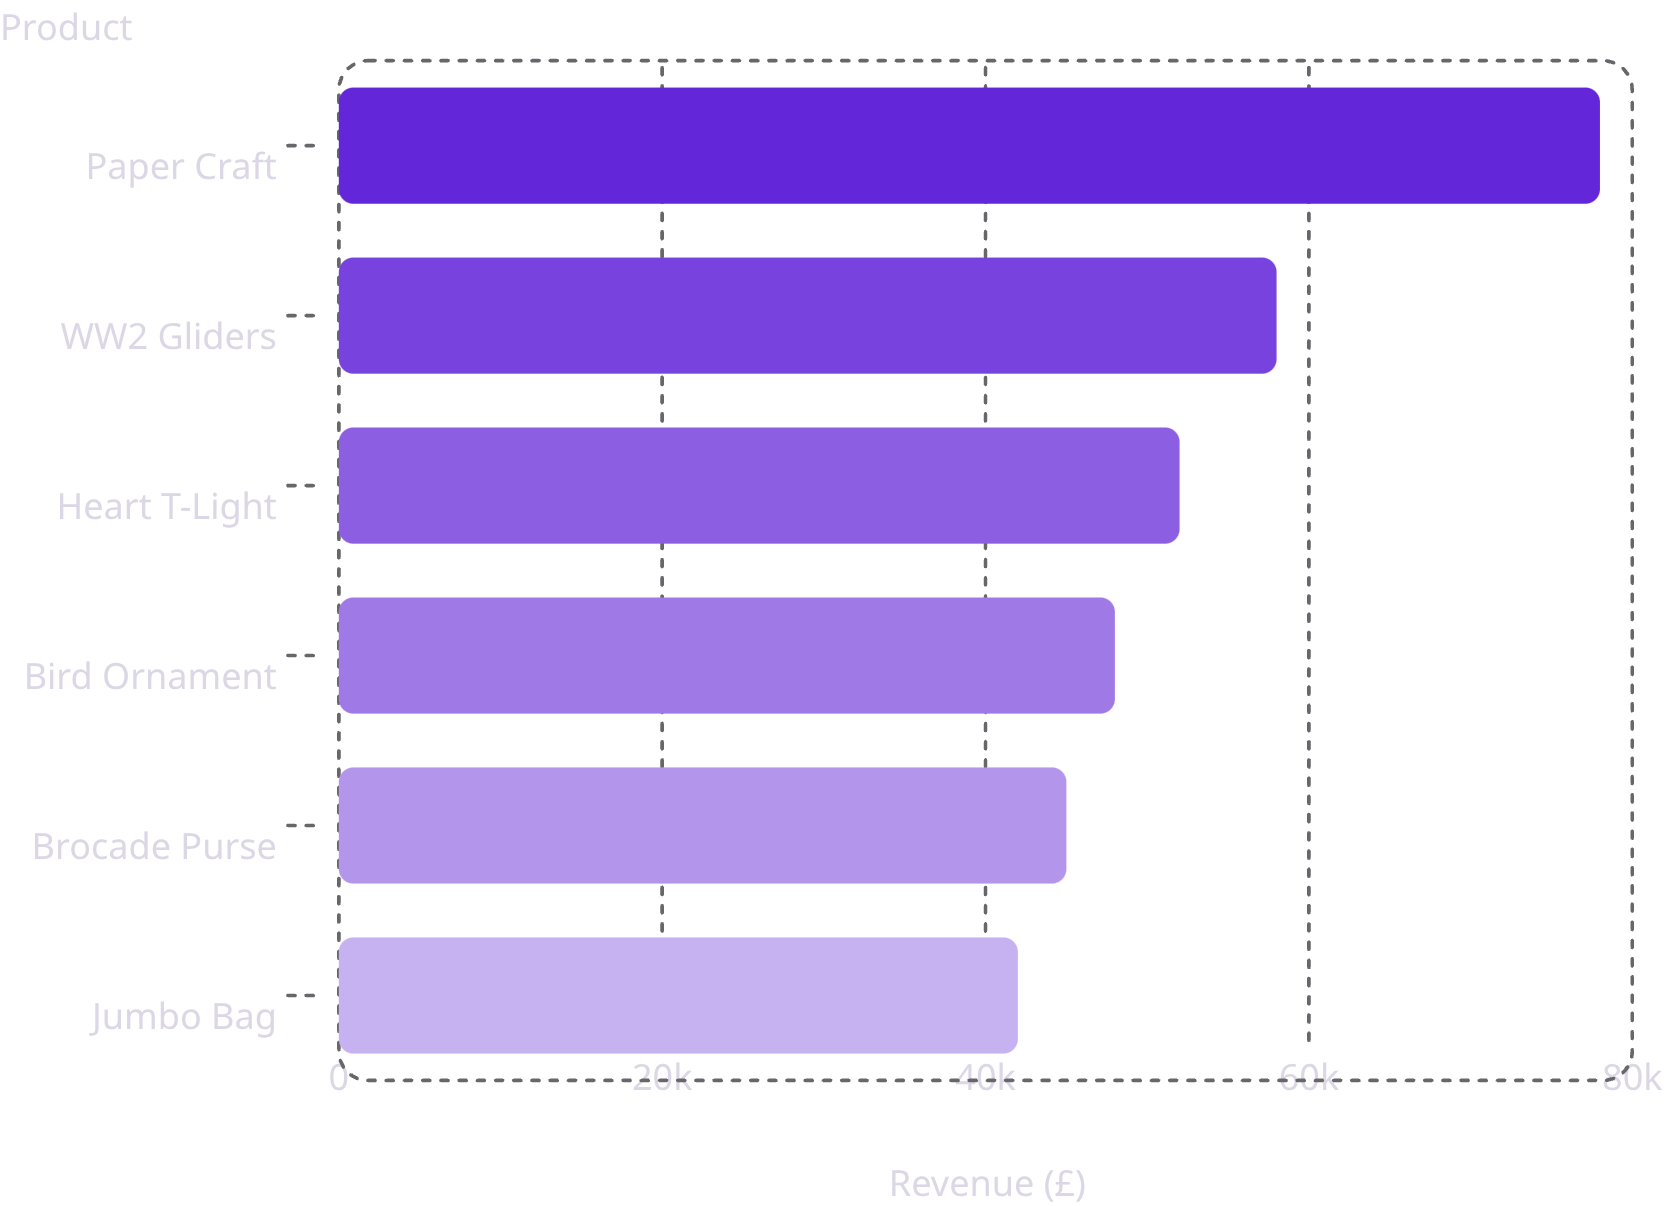 Product
Paper Craft
WW2 Gliders
Heart T-Light
Bird Ornament
Brocade Purse
Jumbo Bag
0 20k 40k 60k 80k
Revenue (£)